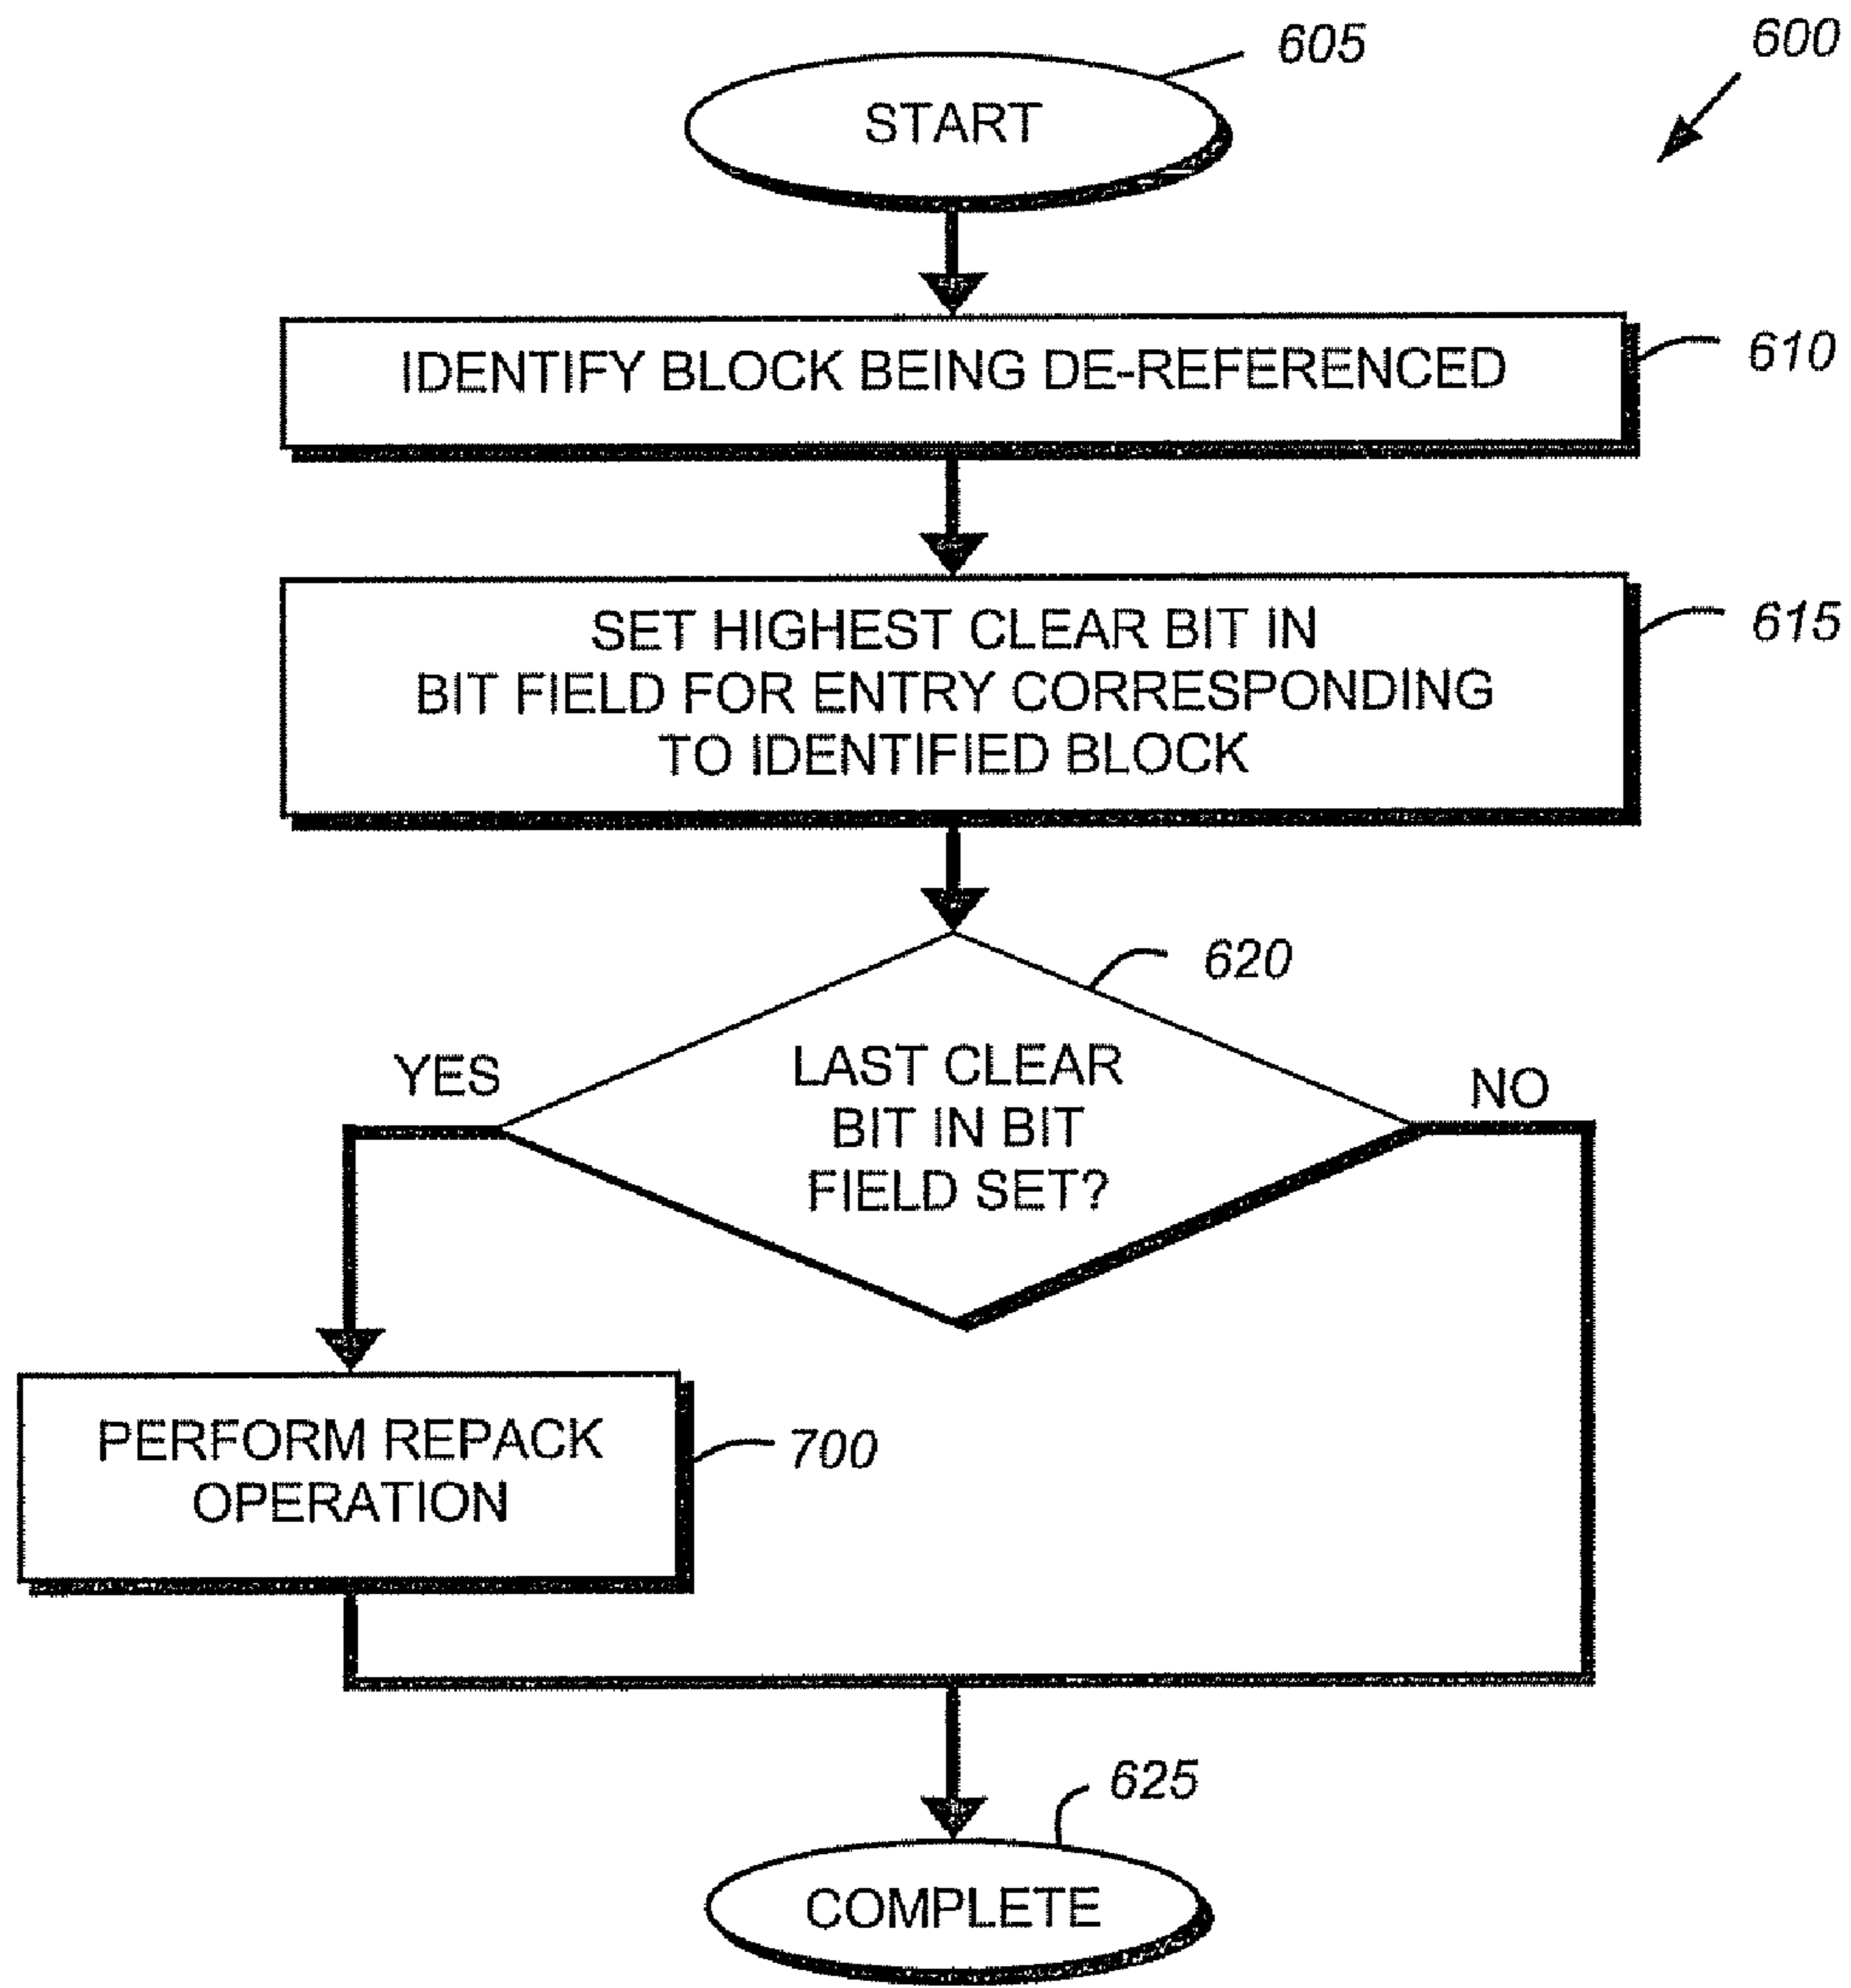 605
600
START
IDENTIFY BLOCK BEING DE-REFERENCED
610
SET HIGHEST CLEAR BIT IN
BIT FIELD FOR ENTRY CORRESPONDING
TO IDENTIFIED BLOCK
615
620
LAST CLEAR
BIT IN BIT
FIELD SET?
YES
NO
PERFORM REPACK
OPERATION
700
625
COMPLETE